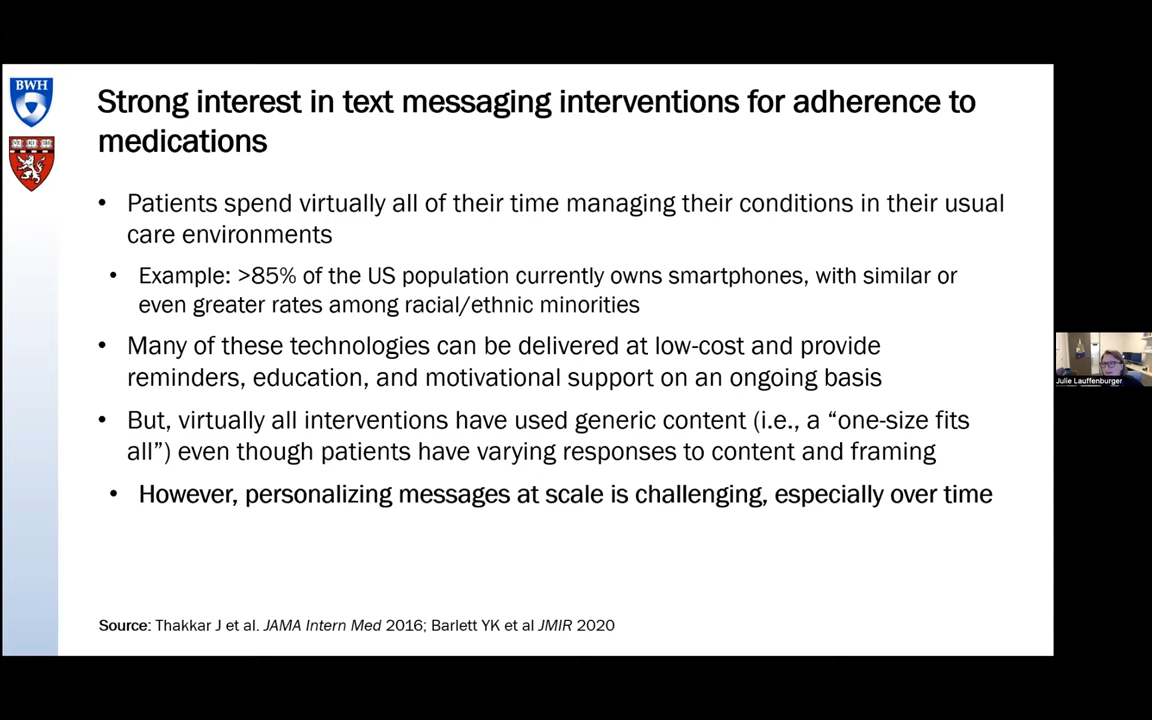 BWH
Strong interest in text messaging interventions for adherence to
medications
• Patients spend virtually all of their time managing their conditions in their usual
care environments
• Example: >85% of the US population currently owns smartphones, with similar or
even greater rates among racial/ethnic minorities
• Many of these technologies can be delivered at low-cost and provide
reminders, education, and motivational support on an ongoing basis
• But, virtually all interventions have used generic content (i.e., a “one-size fits
all”) even though patients have varying responses to content and framing
• However, personalizing messages at scale is challenging, especially over time
Source: Thakkar J et al. JAMA Intern Med 2016; Barlett YK et al JMIR 2020
Julie Lauffenburger